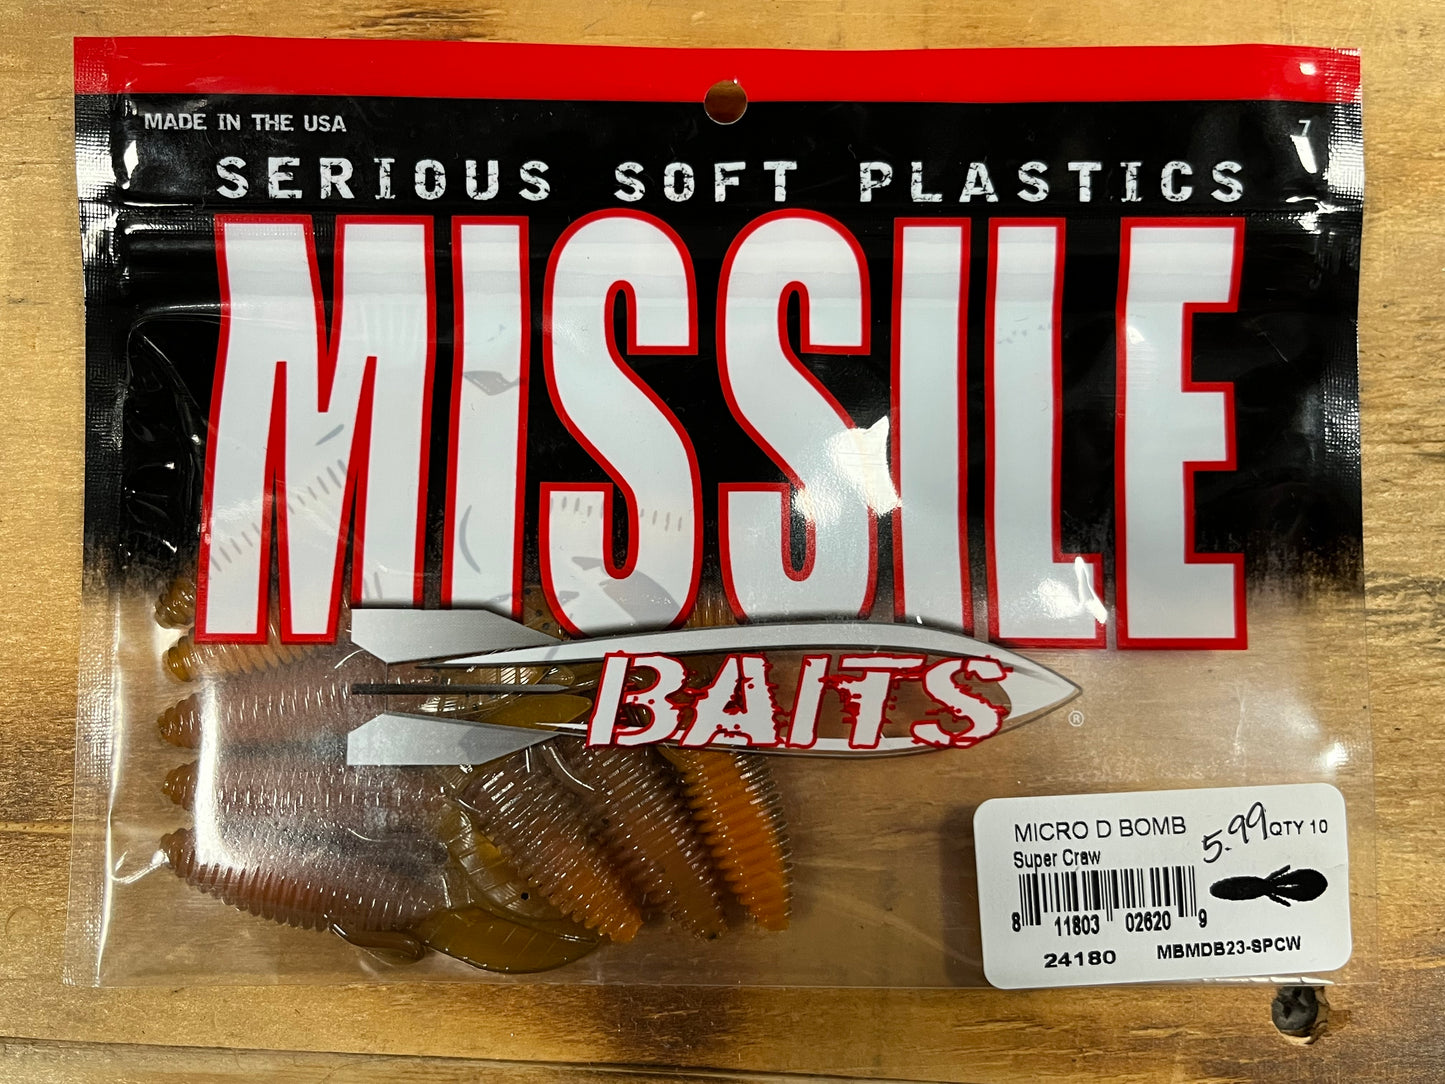 MADE IN THE USA
7
SERIOUS SOFT PLASTICS
MISSILE
BAITS
®
MICRO D BOMB 5.99 QTY 10
Super Craw
8 11803 02620 9
24180 MBMDB23-SPCW